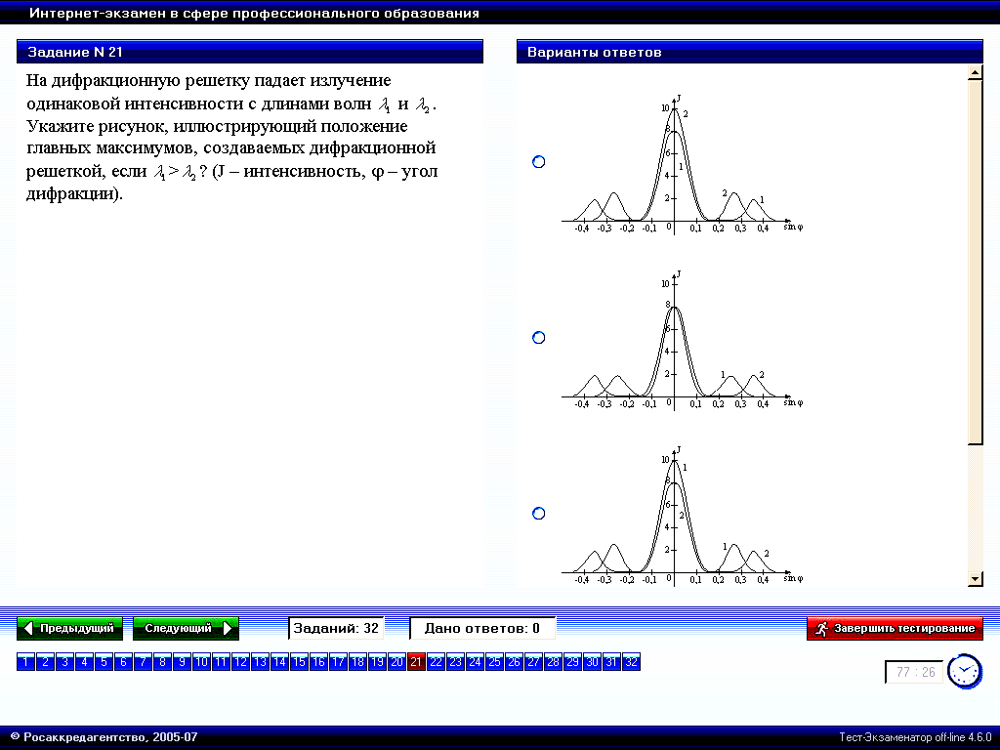 Интернет-экзамен в сфере профессионального образования
Задание N 21
На дифракционную решетку падает излучение
одинаковой интенсивности с длинами волн λ₁ и λ₂ .
Укажите рисунок, иллюстрирующий положение
главных максимумов, создаваемых дифракционной
решеткой, если λ₁ > λ₂ ? (J – интенсивность, φ – угол
дифракции).
Варианты ответов
J
10
2
8
6
1
4
2
2
1
-0,4 -0,3 -0,2 -0,1 0 0,1 0,2 0,3 0,4 sin φ
J
10
8
6
4
2
1
2
-0,4 -0,3 -0,2 -0,1 0 0,1 0,2 0,3 0,4 sin φ
J
10
1
8
6
2
4
2
1
2
-0,4 -0,3 -0,2 -0,1 0 0,1 0,2 0,3 0,4 sin φ
Предыдущий Следующий Заданий: 32 Дано ответов: 0 Завершить тестирование
1 2 3 4 5 6 7 8 9 10 11 12 13 14 15 16 17 18 19 20 21 22 23 24 25 26 27 28 29 30 31 32
77 : 26
© Росаккредагентство, 2005-07
Тест-Экзаменатор off-line 4.6.0